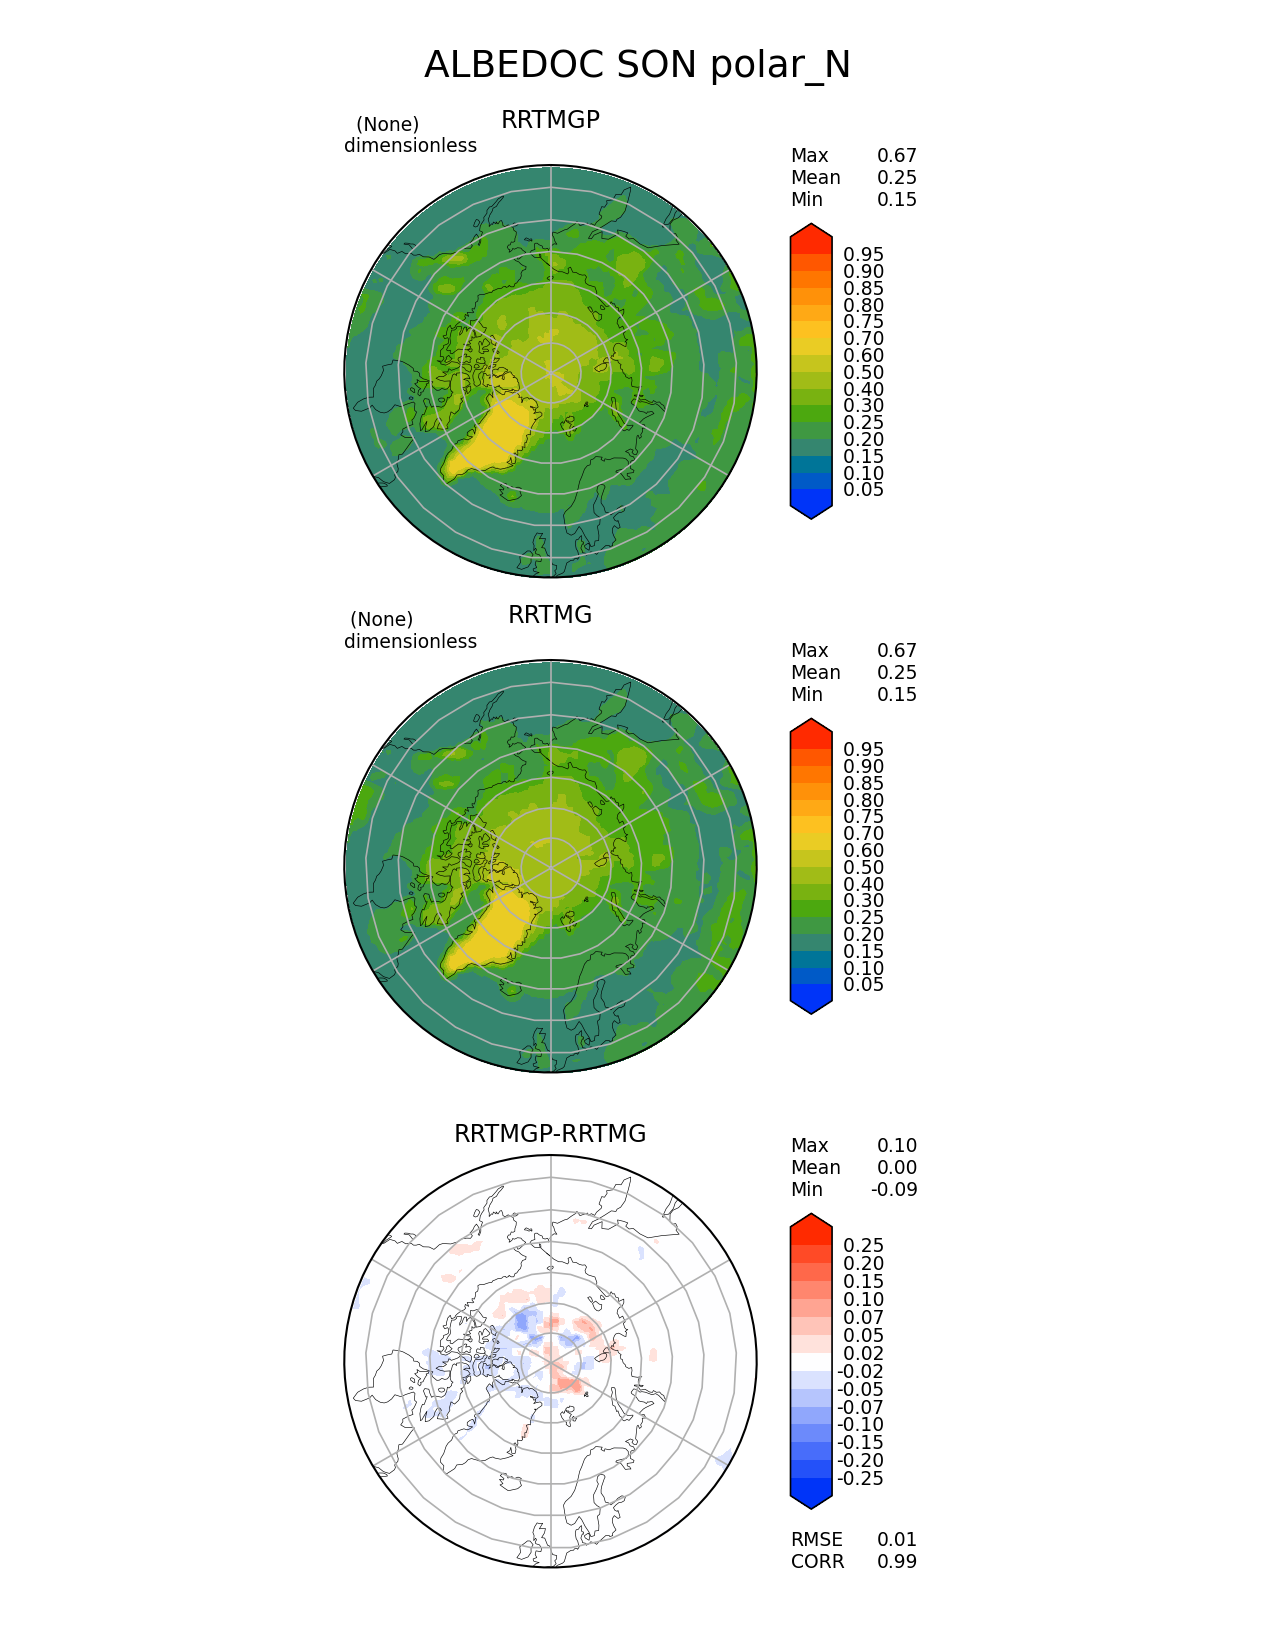 ALBEDOC SON polar_N
RRTMGP
(None)
dimensionless
Max 0.67
Mean 0.25
Min 0.15
0.95
0.90
0.85
0.80
0.75
0.70
0.60
0.50
0.40
0.30
0.25
0.20
0.15
0.10
0.05
RRTMG
(None)
dimensionless
Max 0.67
Mean 0.25
Min 0.15
0.95
0.90
0.85
0.80
0.75
0.70
0.60
0.50
0.40
0.30
0.25
0.20
0.15
0.10
0.05
RRTMGP-RRTMG
Max 0.10
Mean 0.00
Min -0.09
0.25
0.20
0.15
0.10
0.07
0.05
0.02
-0.02
-0.05
-0.07
-0.10
-0.15
-0.20
-0.25
RMSE 0.01
CORR 0.99